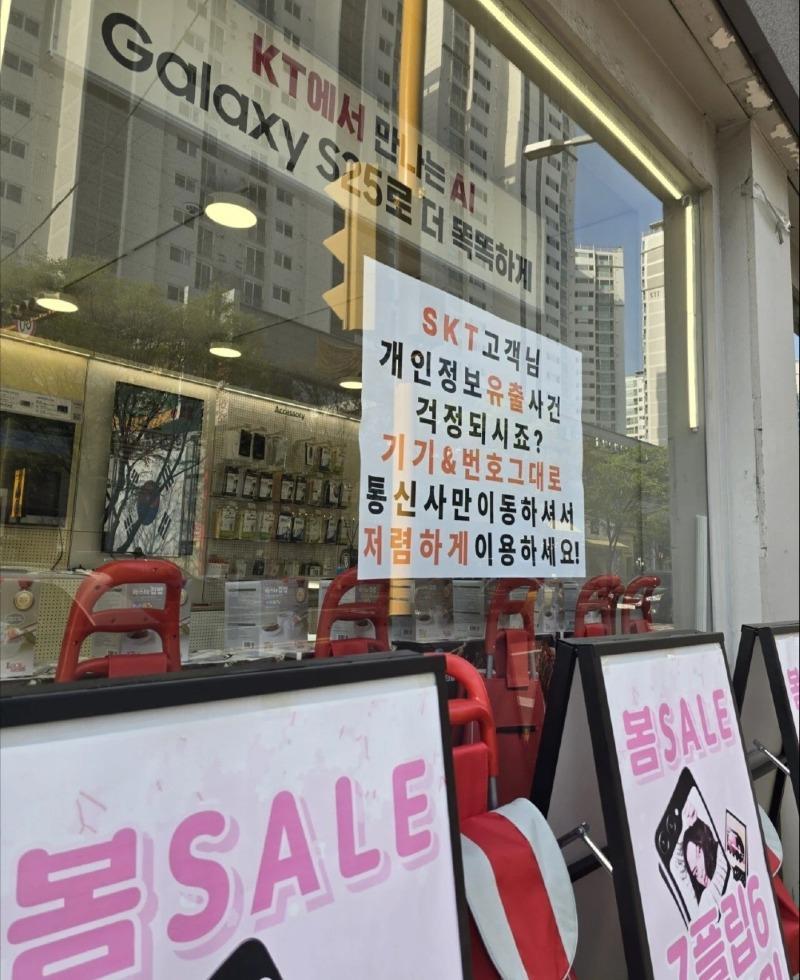 KT에서 만나는 AI
Galaxy S25로 더 똑똑하게
SKT고객님
개인정보유출사건
걱정되시죠?
기기&번호그대로
통신사만이동하셔서
저렴하게이용하세요!
Accessory
봄SALE
봄SALE
Z플립6